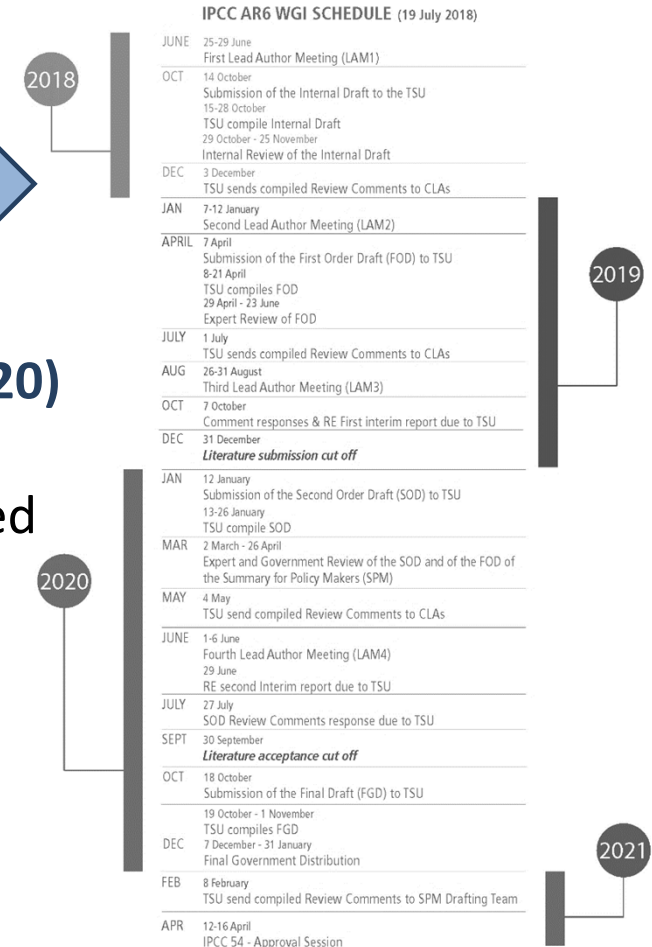 IPCC AR6 WGI SCHEDULE (19 July 2018)
2018
JUNE 25-29 June
First Lead Author Meeting (LAM1)
OCT 14 October
Submission of the Internal Draft to the TSU
15-28 October
TSU compile Internal Draft
29 October - 25 November
Internal Review of the Internal Draft
DEC 3 December
TSU sends compiled Review Comments to CLAs
2019
JAN 7-12 January
Second Lead Author Meeting (LAM2)
APRIL 7 April
Submission of the First Order Draft (FOD) to TSU
8-21 April
TSU compiles FOD
29 April - 23 June
Expert Review of FOD
JULY 1 July
TSU sends compiled Review Comments to CLAs
AUG 26-31 August
Third Lead Author Meeting (LAM3)
20)
OCT 7 October
Comment responses & RE First interim report due to TSU
DEC 31 December
Literature submission cut off
2020
JAN 12 January
Submission of the Second Order Draft (SOD) to TSU
13-26 January
ed
TSU compile SOD
MAR 2 March - 26 April
Expert and Government Review of the SOD and of the FOD of
the Summary for Policy Makers (SPM)
MAY 4 May
TSU send compiled Review Comments to CLAs
JUNE 1-6 June
Fourth Lead Author Meeting (LAM4)
29 June
RE second Interim report due to TSU
JULY 27 July
SOD Review Comments response due to TSU
SEPT 30 September
Literature acceptance cut off
OCT 18 October
Submission of the Final Draft (FGD) to TSU
19 October - 1 November
TSU compiles FGD
DEC 7 December - 31 January
Final Government Distribution
2021
FEB 8 February
TSU send compiled Review Comments to SPM Drafting Team
APR 12-16 April
IPCC 54 - Approval Session